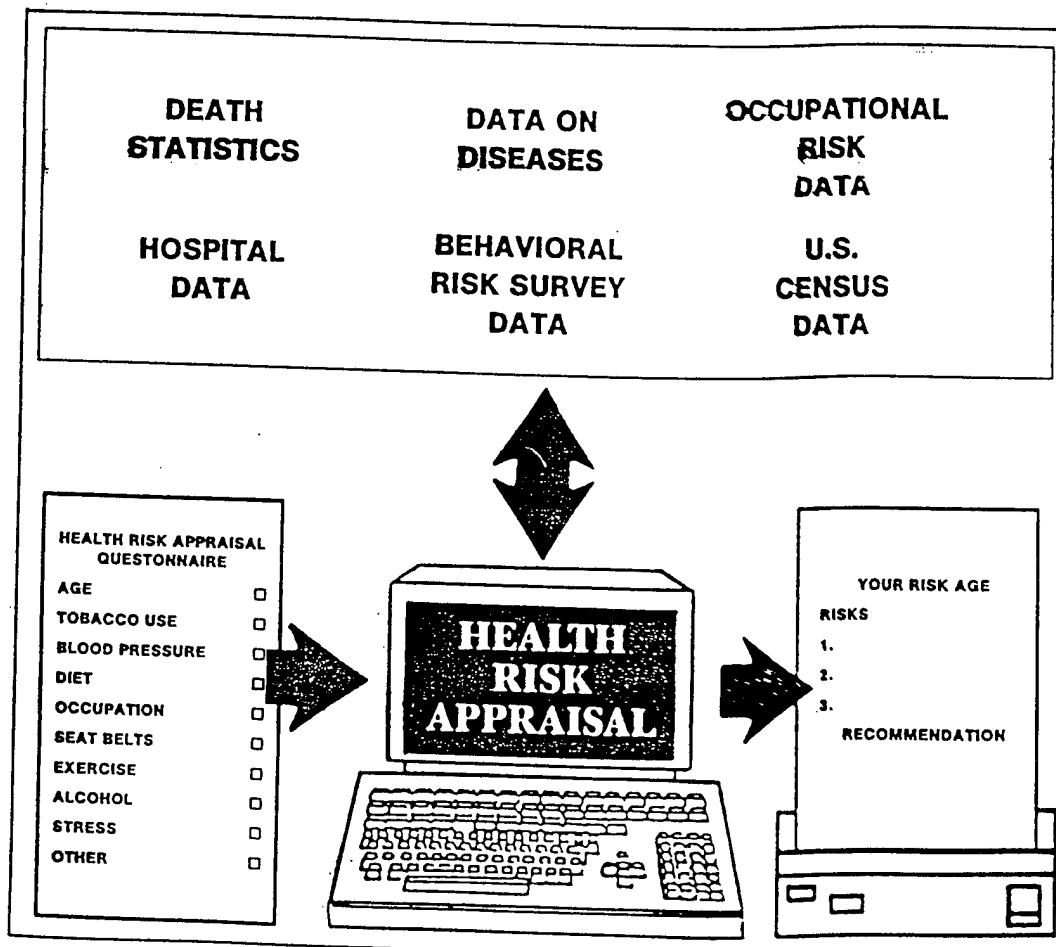 DEATH
STATISTICS
DATA ON
DISEASES
OCCUPATIONAL
RISK
DATA
HOSPITAL
DATA
BEHAVIORAL
RISK SURVEY
DATA
U.S.
CENSUS
DATA
HEALTH RISK APPRAISAL
QUESTONNAIRE
AGE
TOBACCO USE
BLOOD PRESSURE
DIET
OCCUPATION
SEAT BELTS
EXERCISE
ALCOHOL
STRESS
OTHER
HEALTH
RISK
APPRAISAL
YOUR RISK AGE
RISKS
1.
2.
3.
RECOMMENDATION